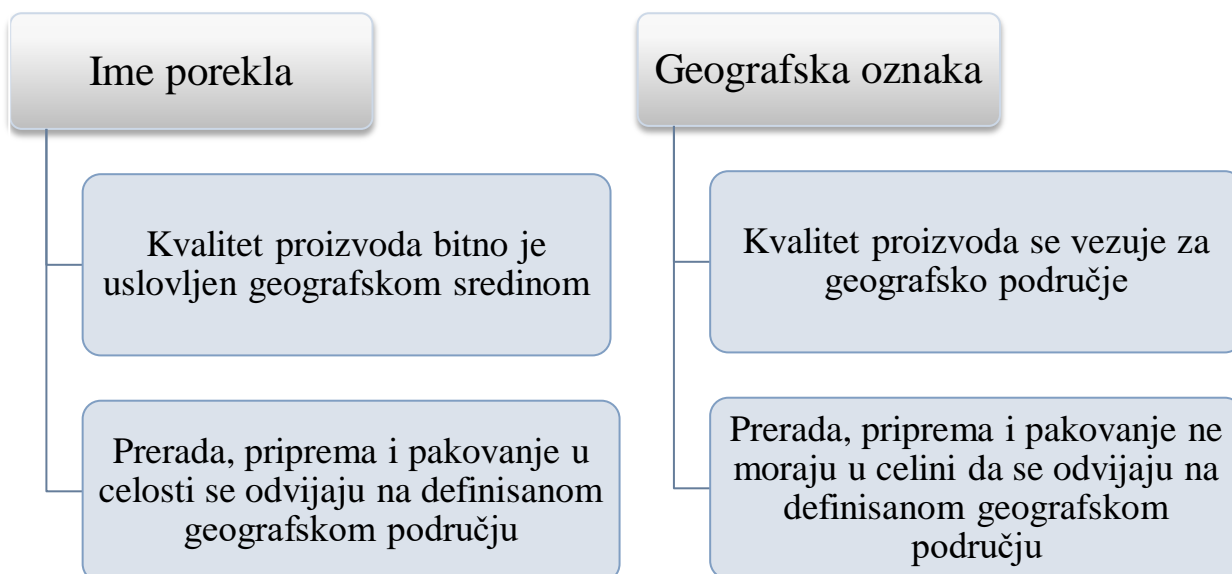 Ime porekla
Kvalitet proizvoda bitno je
uslovljen geografskom sredinom
Prerada, priprema i pakovanje u
celosti se odvijaju na definisanom
geografskom području
Geografska oznaka
Kvalitet proizvoda se vezuje za
geografsko područje
Prerada, priprema i pakovanje ne
moraju u celini da se odvijaju na
definisanom geografskom
području